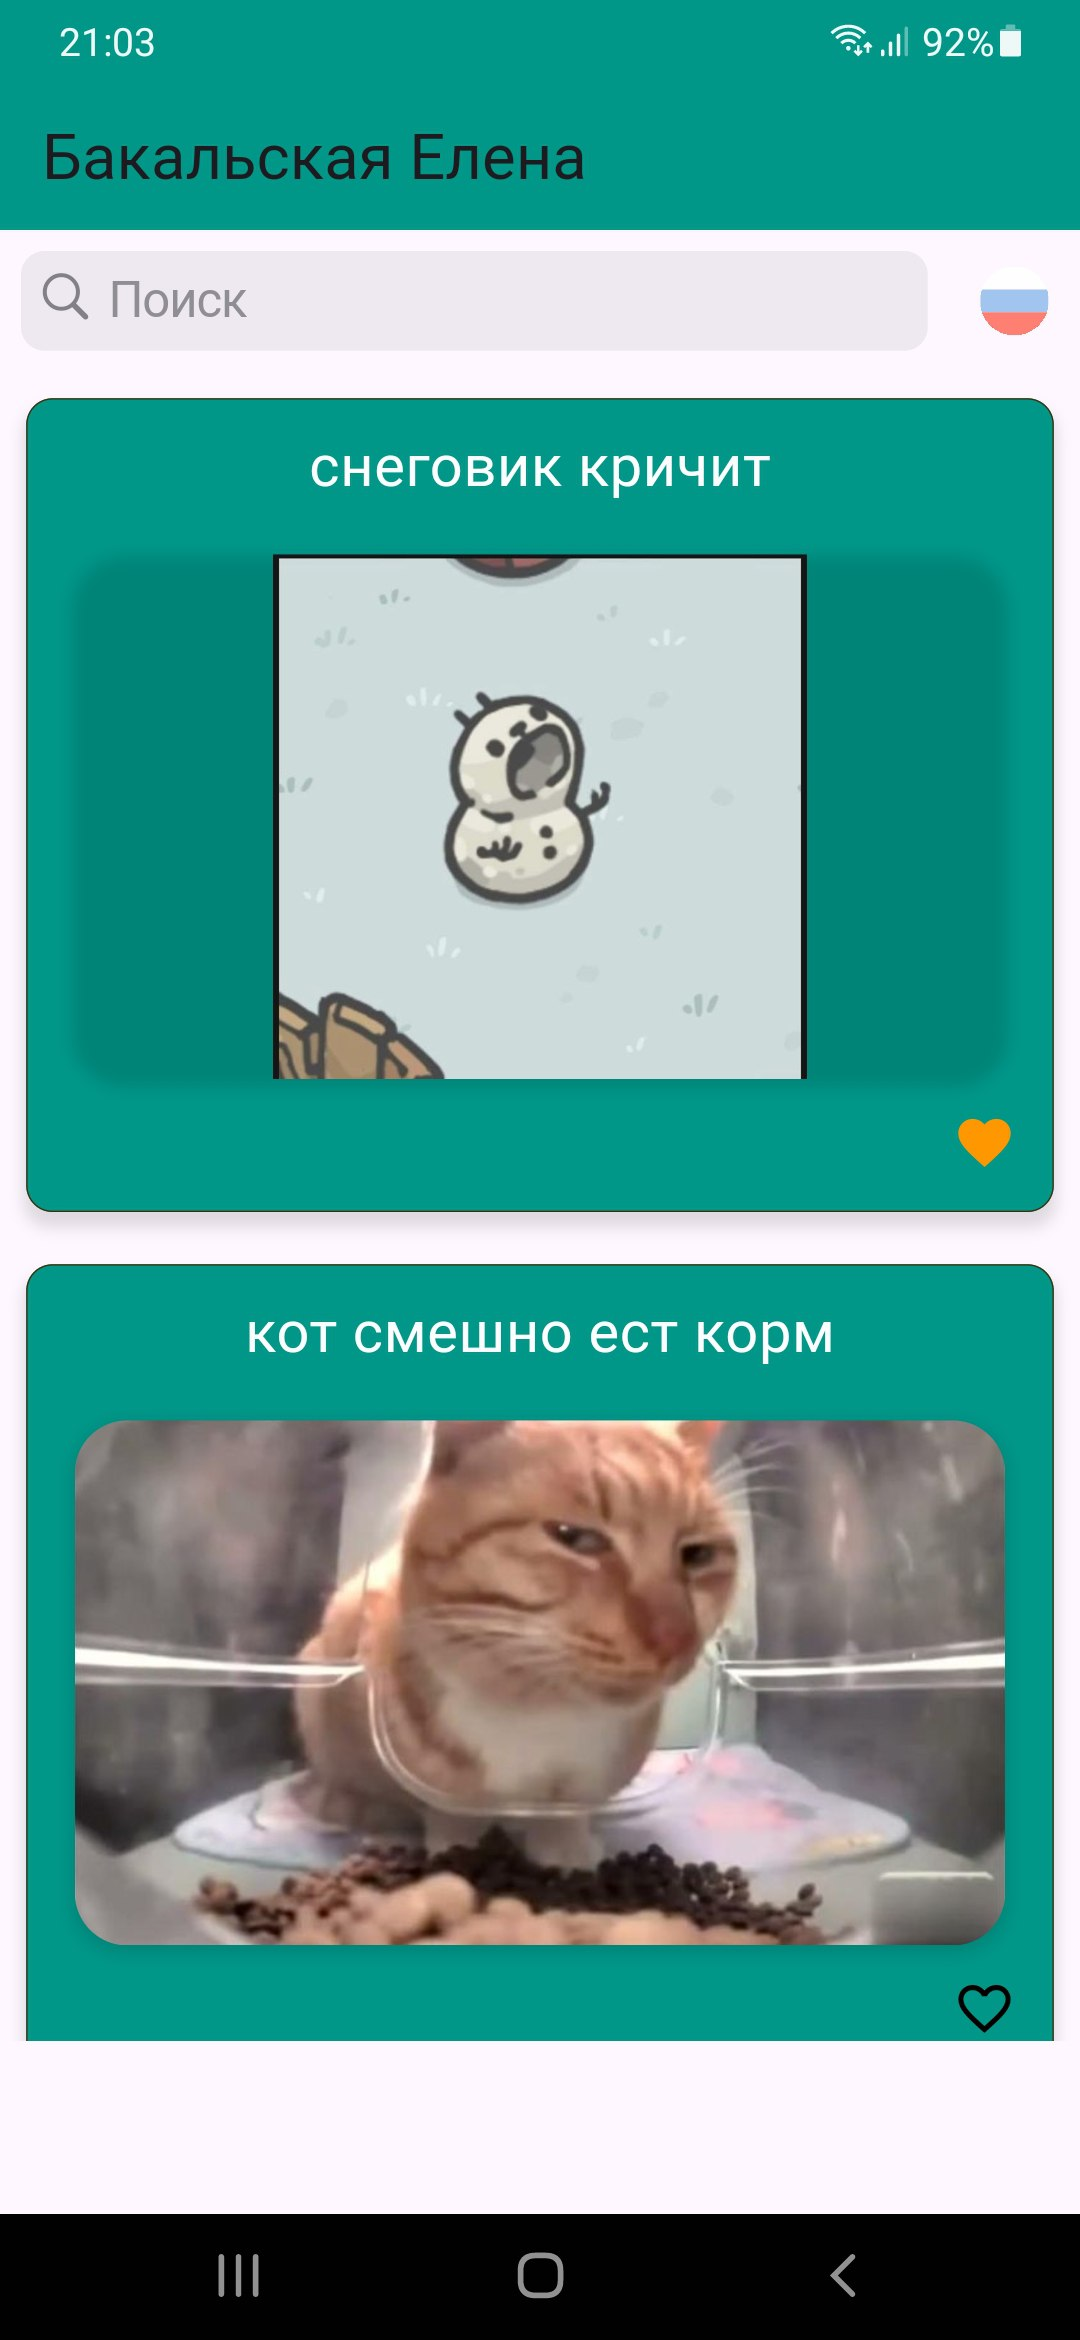 21:03
92%
Бакальская Елена
Поиск
снеговик кричит
кот смешно ест корм